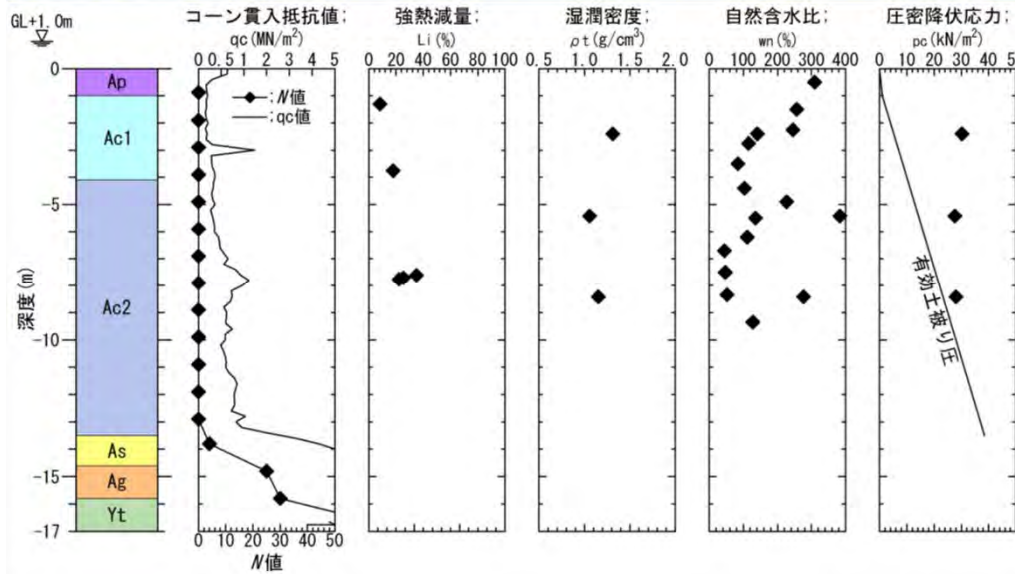 GL+1.0m
コーン貫入抵抗値;
qc(MN/m²)
0 0.5 1 2 3 4 5
強熱減量;
Li(%)
0 20 40 60 80 100
湿潤密度;
ρt(g/cm³)
0.5 1.0 1.5 2.0
自然含水比;
wn(%)
0 100 200 300 400
圧密降伏応力;
pc(kN/m²)
0 10 20 30 40 50
深度(m)
0
-5
-10
-15
-17
Ap
Ac1
Ac2
As
Ag
Yt
;N値
;qc値
有効土被り圧
0 10 20 30 40 50
N値